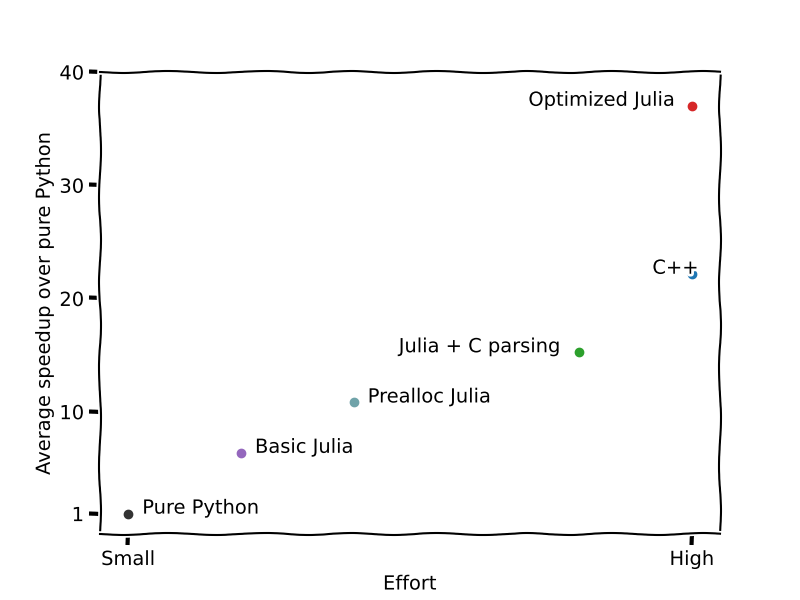 40
Optimized Julia
30
C++
20
Julia + C parsing
Prealloc Julia
10
Basic Julia
Pure Python
1
Small
High
Effort
Average speedup over pure Python